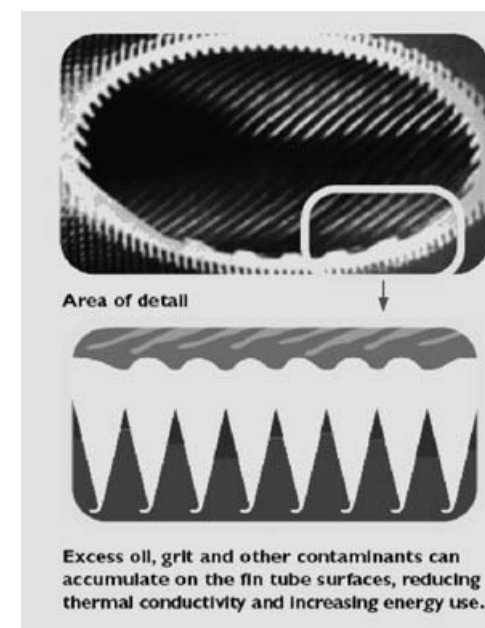 Area of detail
Excess oil, grit and other contaminants can
accumulate on the fin tube surfaces, reducing
thermal conductivity and increasing energy use.